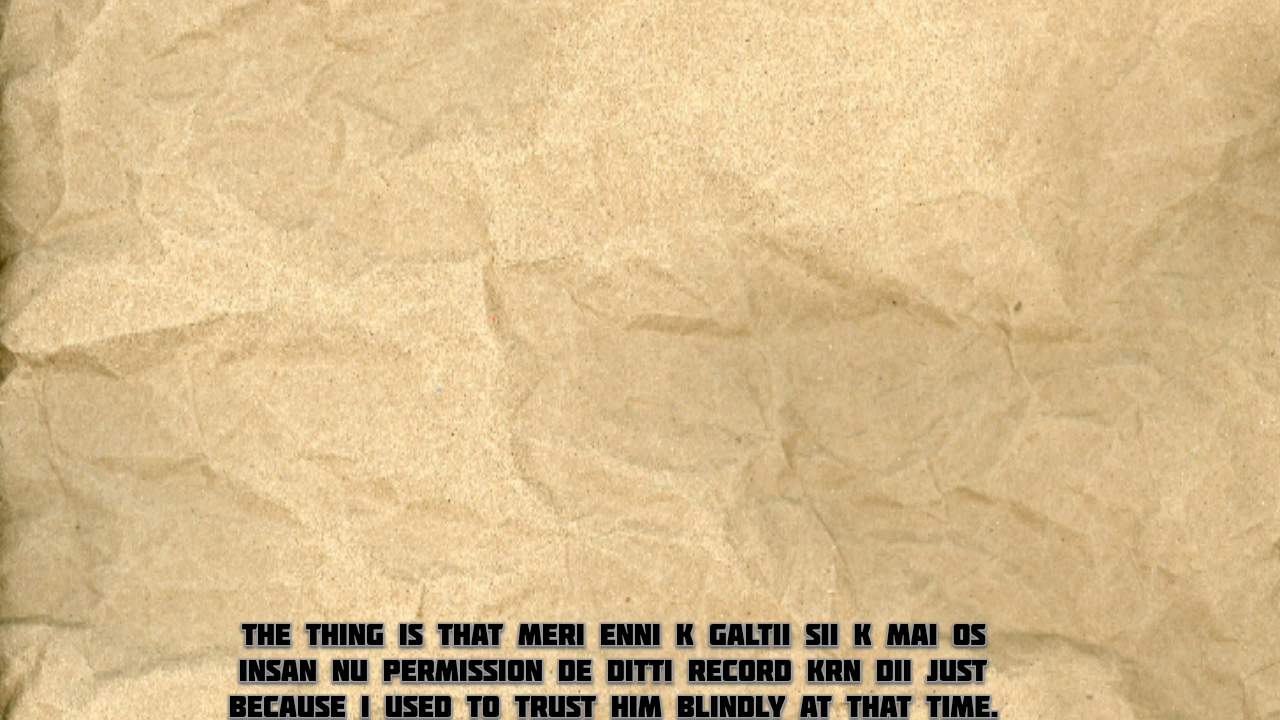 THE THING IS THAT MERI ENNI K GALTII SII K MAI OS
INSAN NU PERMISSION DE DITTI RECORD KRN DII JUST
BECAUSE I USED TO TRUST HIM BLINDLY AT THAT TIME.